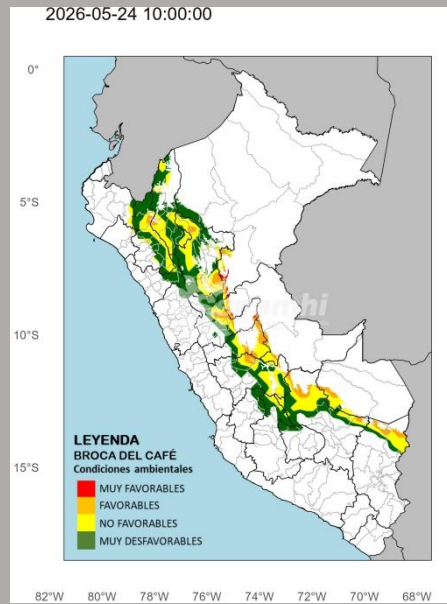 2026-05-24 10:00:00
0°
5°S
10°S
15°S
senamhi
LEYENDA
BROCA DEL CAFÉ
Condiciones ambientales
MUY FAVORABLES
FAVORABLES
NO FAVORABLES
MUY DESFAVORABLES
82°W 80°W 78°W 76°W 74°W 72°W 70°W 68°W